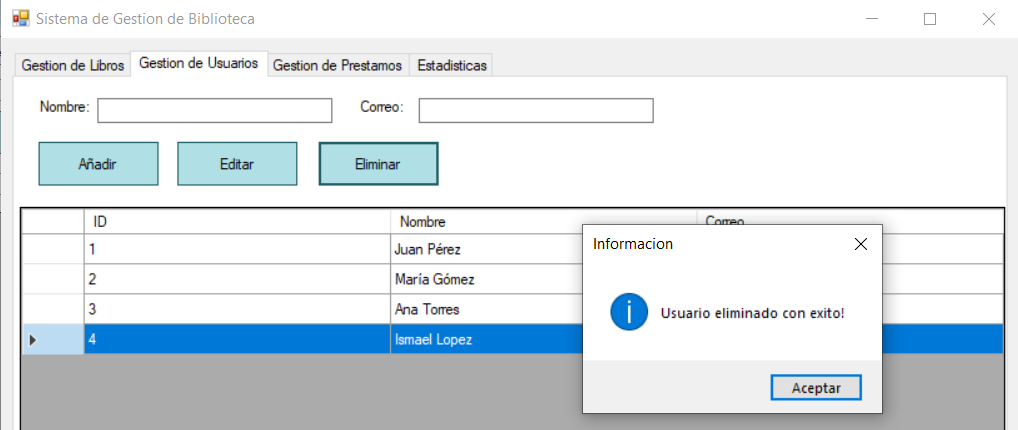 Sistema de Gestion de Biblioteca
Gestion de Libros Gestion de Usuarios Gestion de Prestamos Estadisticas
Nombre: Correo:
Añadir Editar Eliminar
ID Nombre Correo
1 Juan Pérez
2 María Gómez
3 Ana Torres
4 Ismael Lopez
Informacion
Usuario eliminado con exito!
Aceptar